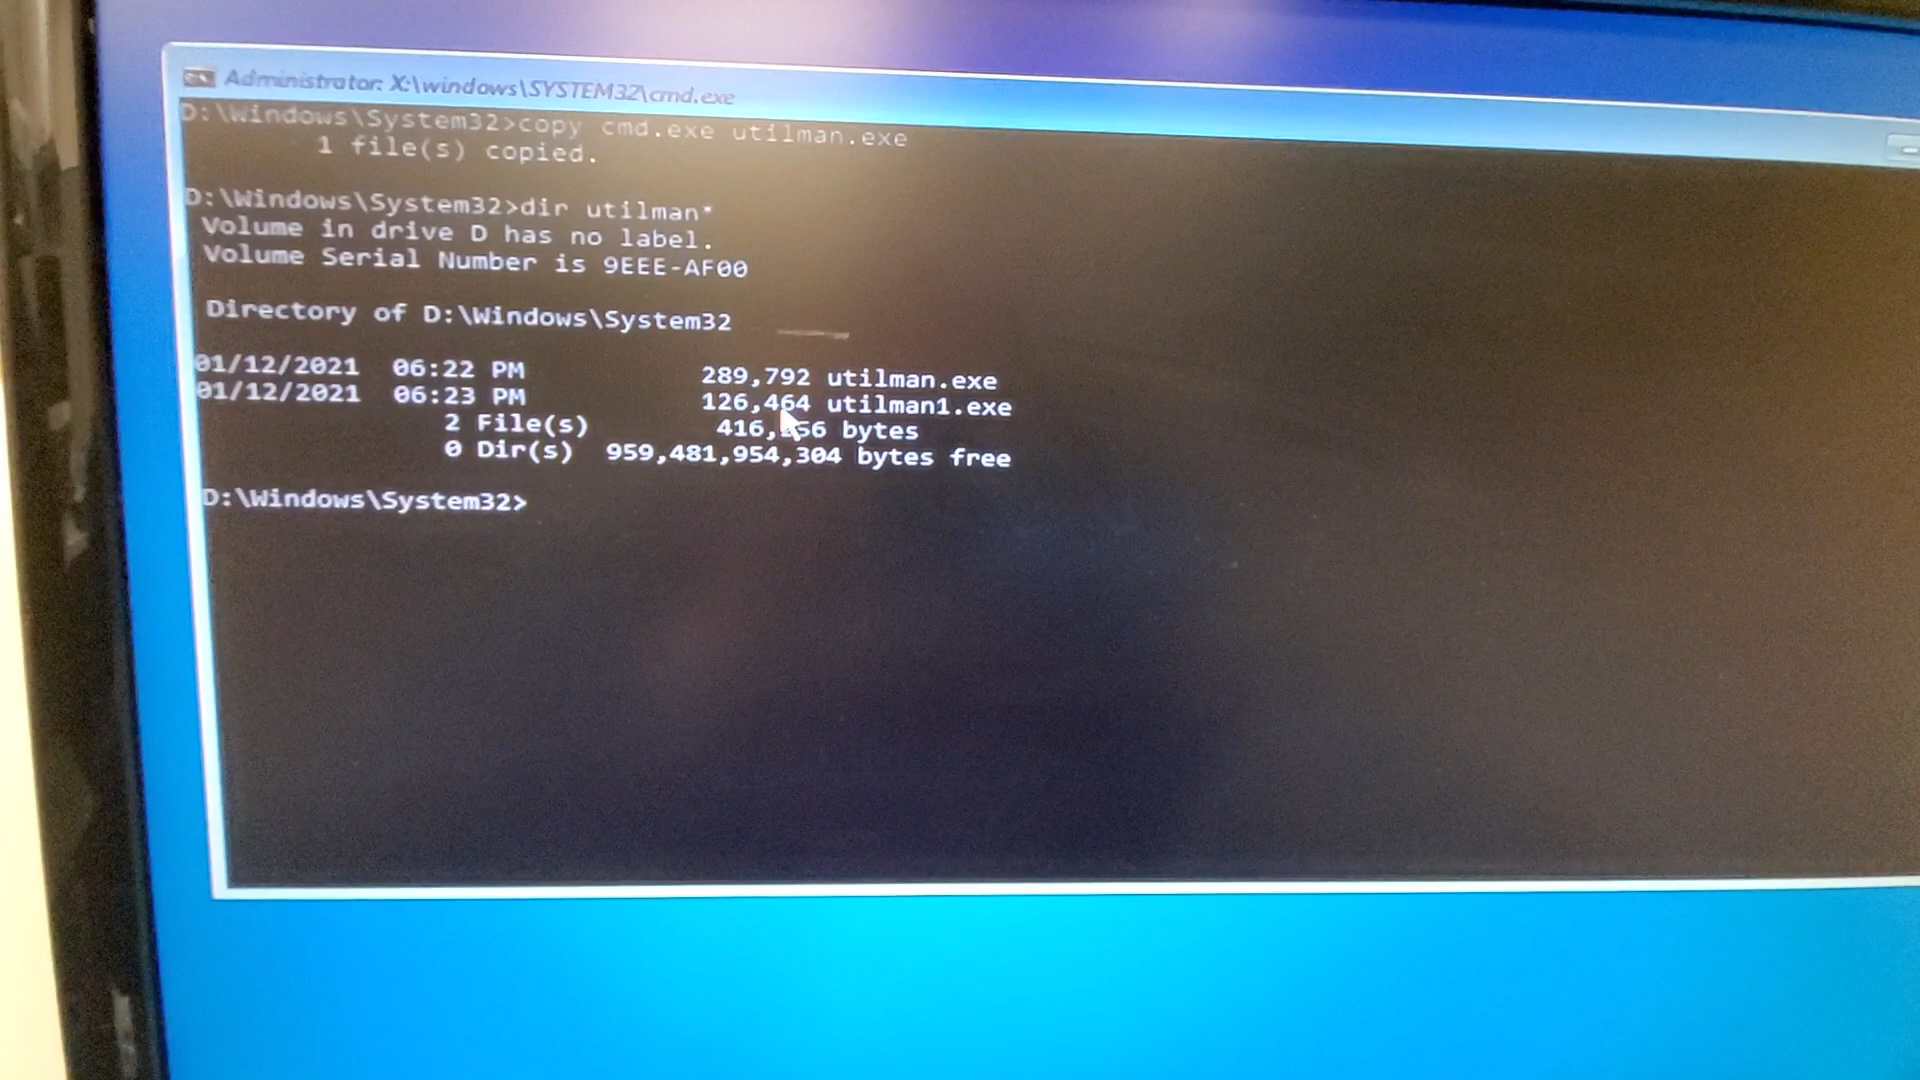 Administrator: X:\windows\SYSTEM32\cmd.exe
D:\Windows\System32>copy cmd.exe utilman.exe
1 file(s) copied.
D:\Windows\System32>dir utilman*
Volume in drive D has no label.
Volume Serial Number is 9EEE-AF00
Directory of D:\Windows\System32
01/12/2021 06:22 PM 289,792 utilman.exe
01/12/2021 06:23 PM 126,464 utilman1.exe
2 File(s) 416,256 bytes
0 Dir(s) 959,481,954,304 bytes free
D:\Windows\System32>